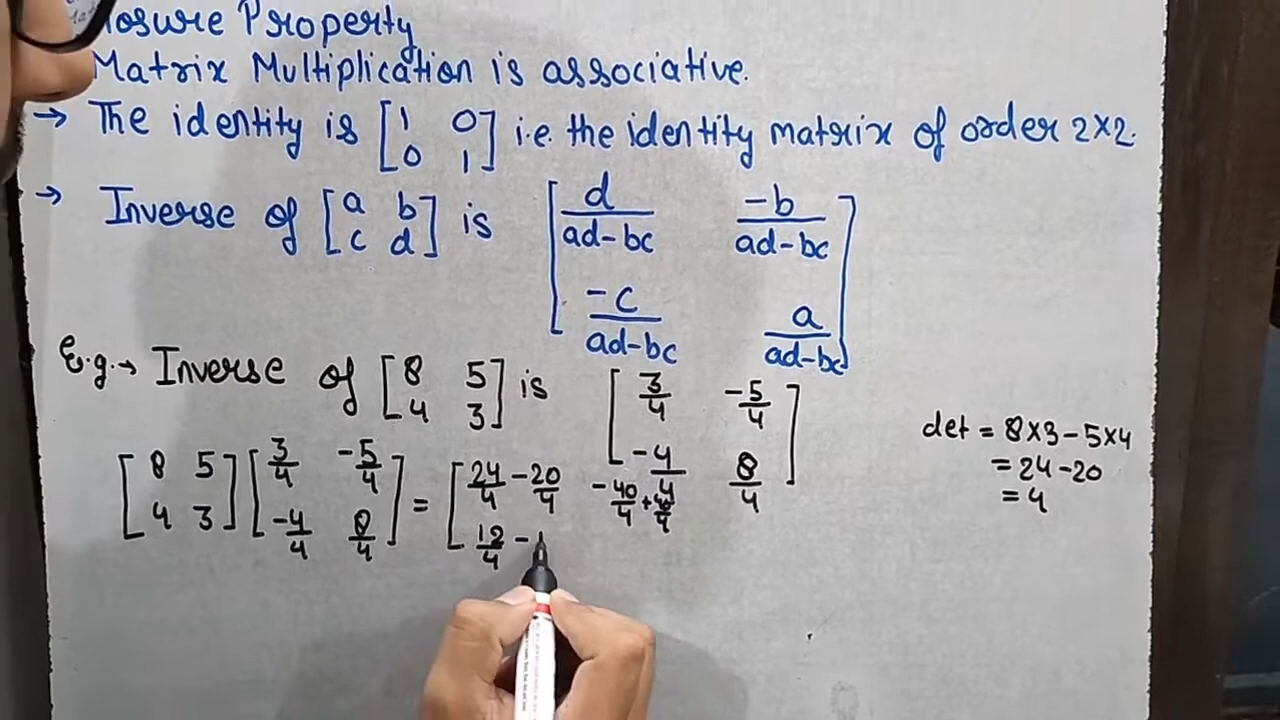 losure Property
Matrix Multiplication is associative.
→ The identity is [1 0 0 1] i.e. the identity matrix of order 2×2.
→ Inverse of [a b c d] is [d/ad-bc -b/ad-bc -c/ad-bc a/ad-bc]
E.g.→ Inverse of [8 5 4 3] is [3/4 -5/4 -4/4 8/4]
det = 8×3-5×4
= 24-20
= 4
[8 5 4 3] [3/4 -5/4 -4/4 8/4] = [24/4 -20/4 -40/4 +40/4 12/4 -